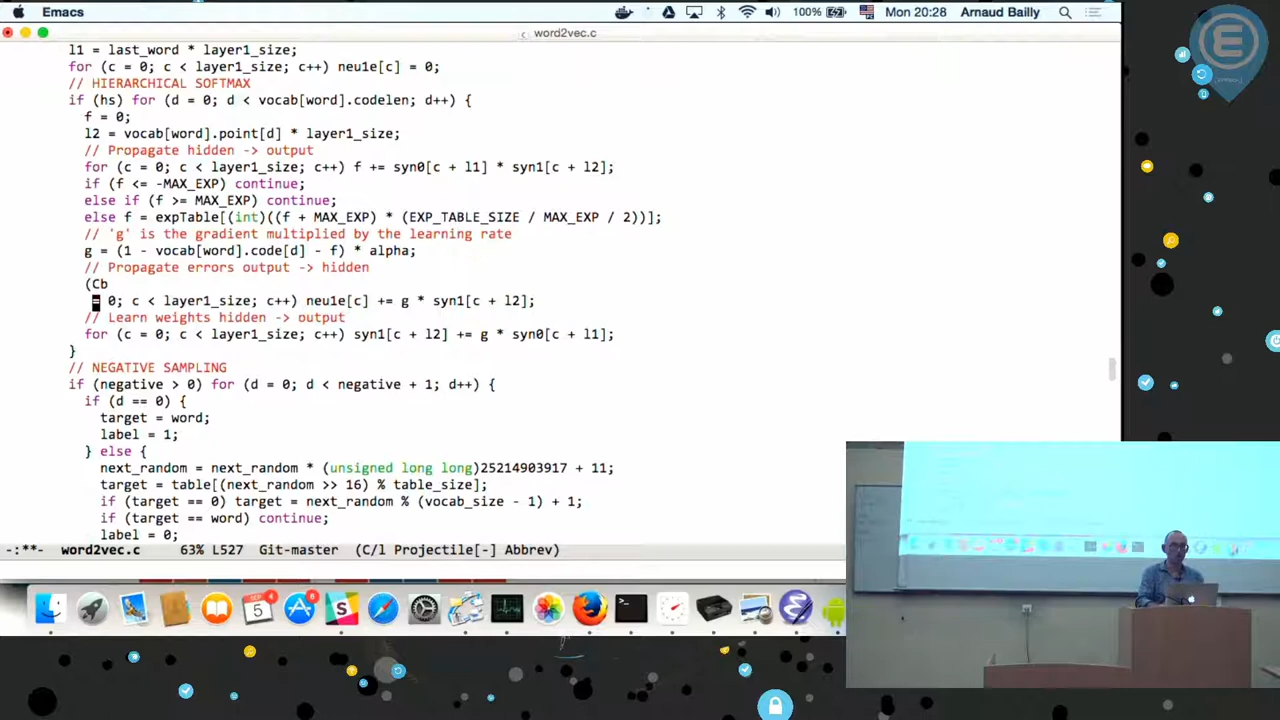 Emacs
100%
Mon 20:28
Arnaud Bailly
word2vec.c
l1 = last_word * layer1_size;
for (c = 0; c < layer1_size; c++) neu1e[c] = 0;
// HIERARCHICAL SOFTMAX
if (hs) for (d = 0; d < vocab[word].codelen; d++) {
f = 0;
l2 = vocab[word].point[d] * layer1_size;
// Propagate hidden -> output
for (c = 0; c < layer1_size; c++) f += syn0[c + l1] * syn1[c + l2];
if (f <= -MAX_EXP) continue;
else if (f >= MAX_EXP) continue;
else f = expTable[(int)((f + MAX_EXP) * (EXP_TABLE_SIZE / MAX_EXP / 2))];
// 'g' is the gradient multiplied by the learning rate
g = (1 - vocab[word].code[d] - f) * alpha;
// Propagate errors output -> hidden
(Cb
= 0; c < layer1_size; c++) neu1e[c] += g * syn1[c + l2];
// Learn weights hidden -> output
for (c = 0; c < layer1_size; c++) syn1[c + l2] += g * syn0[c + l1];
}
// NEGATIVE SAMPLING
if (negative > 0) for (d = 0; d < negative + 1; d++) {
if (d == 0) {
target = word;
label = 1;
} else {
next_random = next_random * (unsigned long long)25214903917 + 11;
target = table[(next_random >> 16) % table_size];
if (target == 0) target = next_random % (vocab_size - 1) + 1;
if (target == word) continue;
label = 0;
-:**- word2vec.c 63% L527 Git-master (C/l Projectile[-] Abbrev)